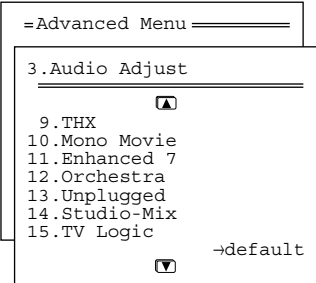 =Advanced Menu
3.Audio Adjust
9.THX
10.Mono Movie
11.Enhanced 7
12.Orchestra
13.Unplugged
14.Studio-Mix
15.TV Logic
→default